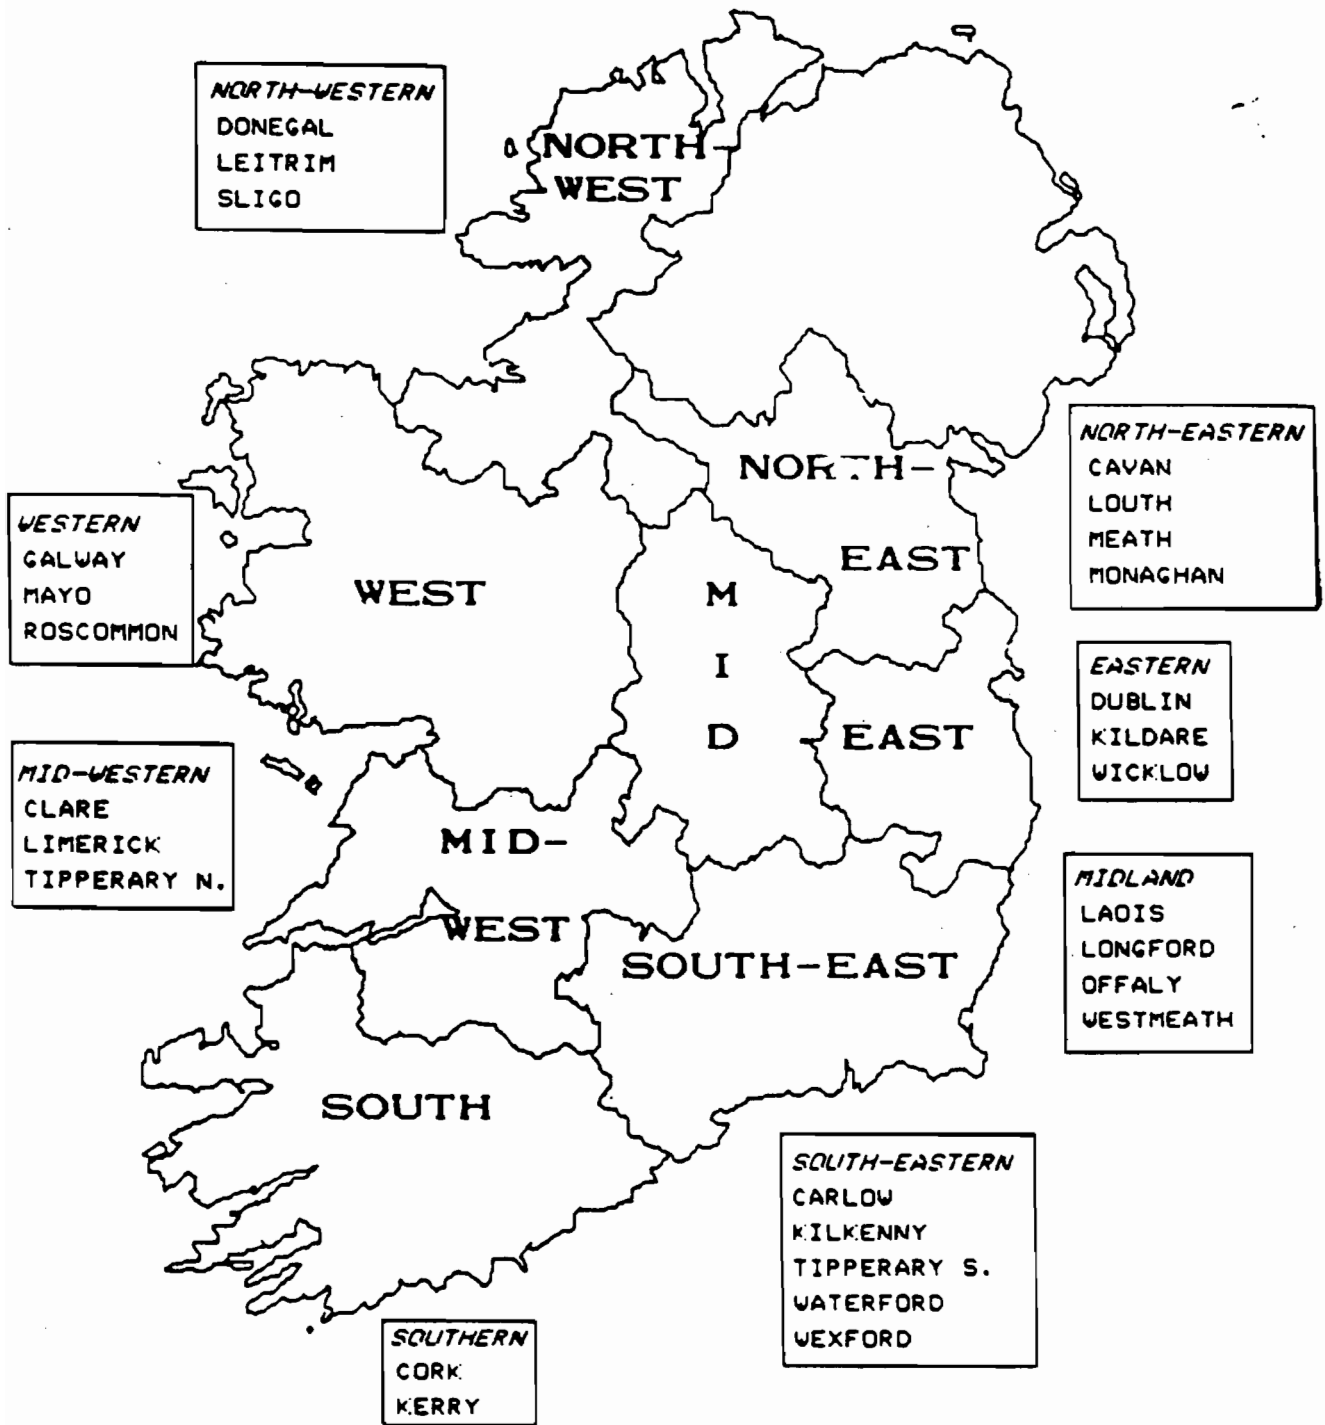 NORTH-WESTERN
DONEGAL
LEITRIM
SLIGO
NORTH-
WEST
NORTH-EASTERN
CAVAN
LOUTH
MEATH
MONAGHAN
NORTH-
EAST
WESTERN
GALWAY
MAYO
ROSCOMMON
WEST
M
I
D
EASTERN
DUBLIN
KILDARE
WICKLOW
EAST
MID-WESTERN
CLARE
LIMERICK
TIPPERARY N.
MID-
WEST
MIDLAND
LAOIS
LONGFORD
OFFALY
WESTMEATH
SOUTH-EAST
SOUTH
SOUTH-EASTERN
CARLOW
KILKENNY
TIPPERARY S.
WATERFORD
WEXFORD
SOUTHERN
CORK
KERRY